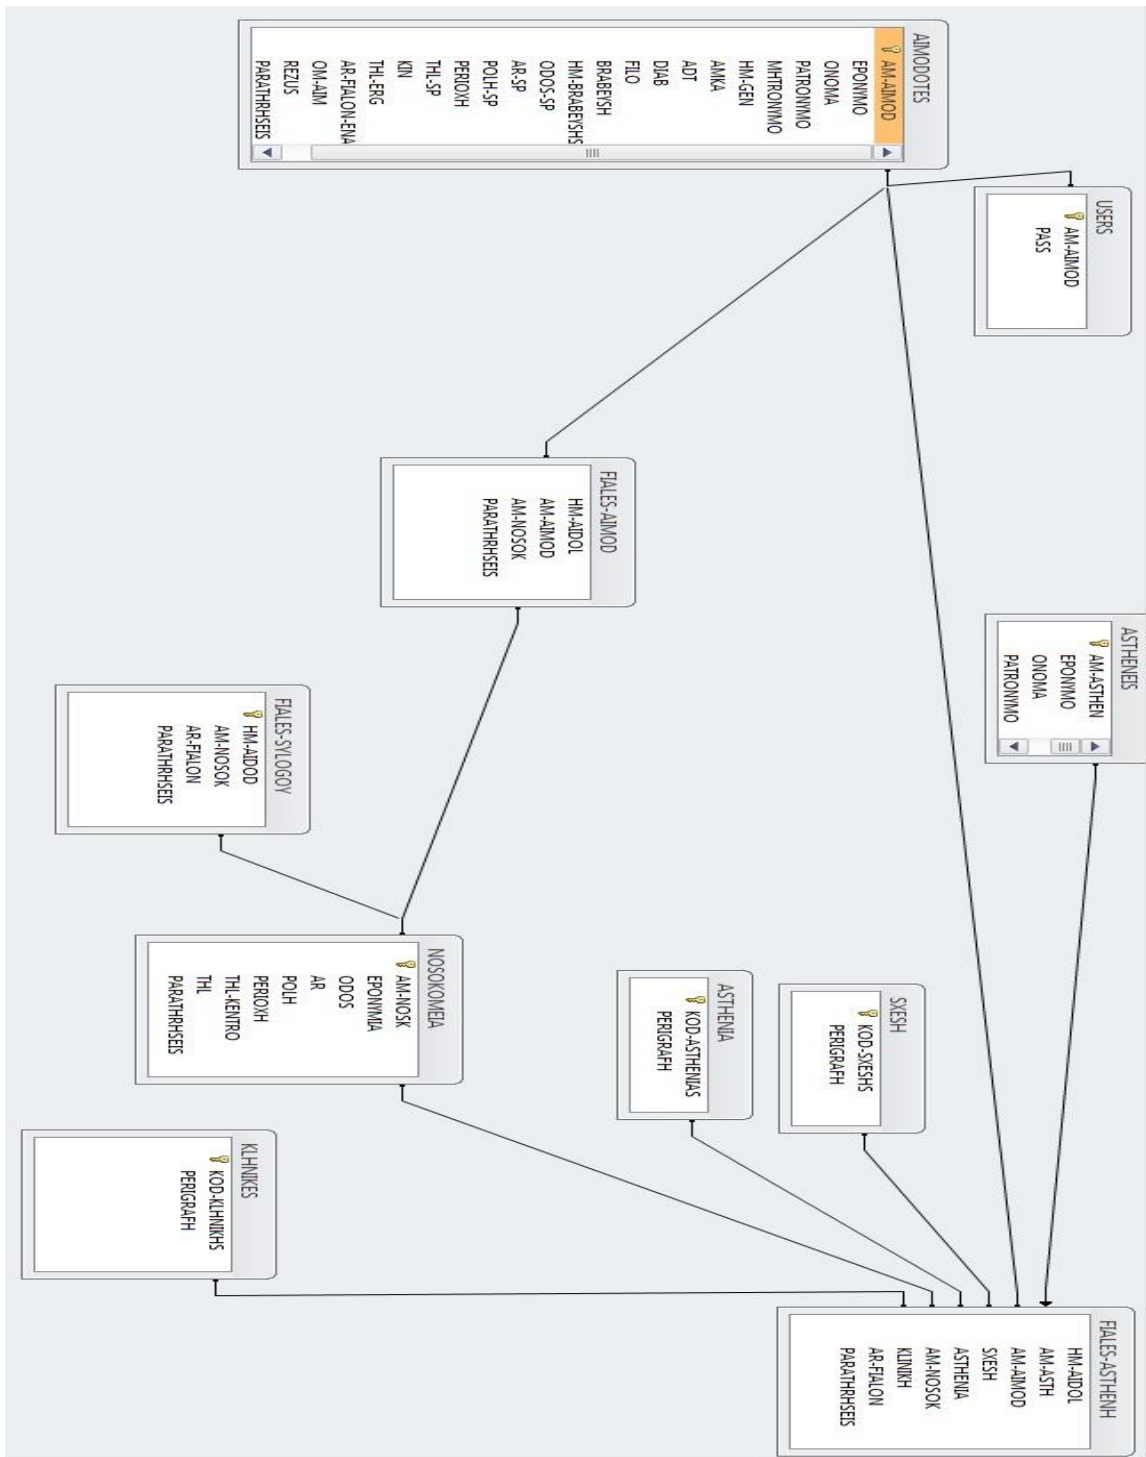 AIMODOTES
AM-AIMOD
EPONYMO
ONOMA
PATRONYMO
MHTRONYMO
HM-GEN
AMKA
ADT
DIAB
FILO
BRABEYSH
HM-BRABEYSHS
ODOS-SP
AR-SP
POLH-SP
PERIOXH
THL-SP
KIN
THL-ERG
AR-FIALON-ENA
OM-AIM
REZUS
PARATHRHSEIS
USERS
AM-AIMOD
PASS
FIALES-AIMOD
HM-AIDOL
AM-AIMOD
AM-NOSOK
PARATHRHSEIS
ASTHENEIS
AM-ASTHEN
EPONYMO
ONOMA
PATRONYMO
FIALES-SYLOGOY
HM-AIDOD
AM-NOSOK
AR-FIALON
PARATHRHSEIS
NOSOKOMEIA
AM-NOSK
EPONYMIA
ODOS
AR
POLH
PERIOXH
THL-KENTRO
THL
PARATHRHSEIS
ASTHENIA
KOD-ASTHENIAS
PERIGRAFH
SXESH
KOD-SXESHS
PERIGRAFH
KLHNIKES
KOD-KLHNIKHS
PERIGRAFH
FIALES-ASTHENH
HM-AIDOL
AM-ASTH
AM-AIMOD
SXESH
ASTHENIA
AM-NOSOK
KLINIKH
AR-FIALON
PARATHRHSEIS